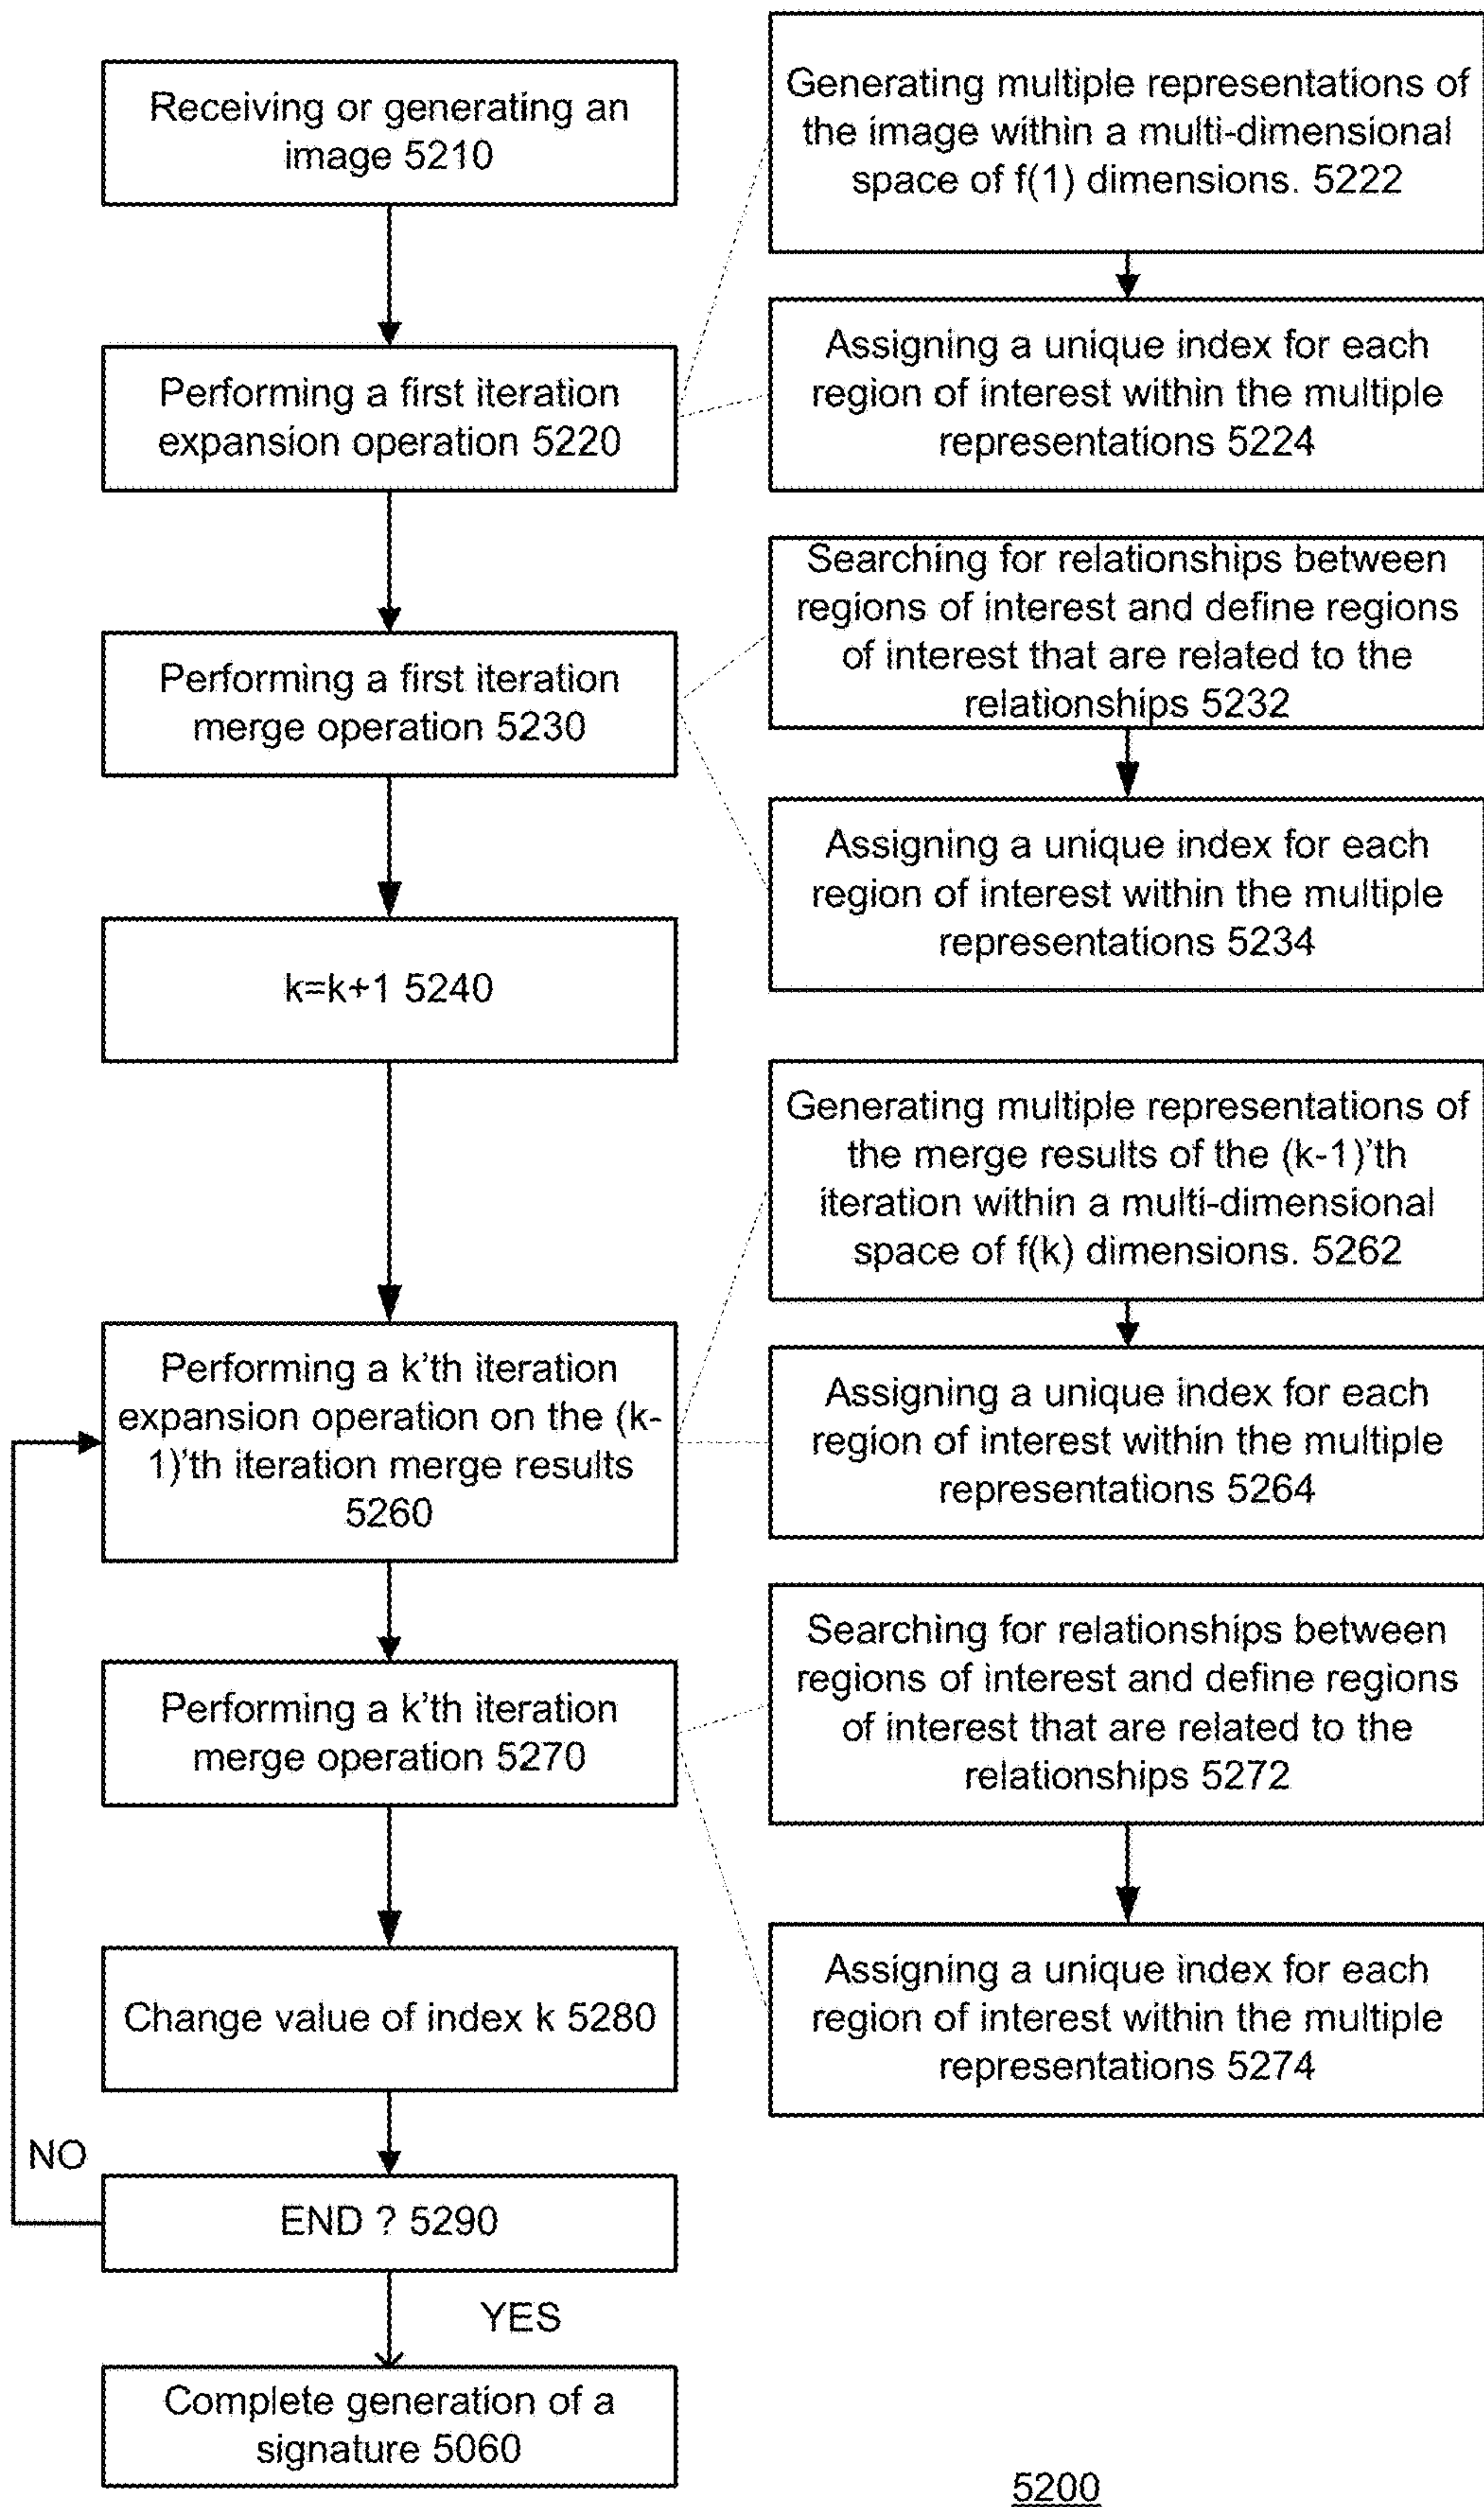 Receiving or generating an
image 5210
Generating multiple representations of
the image within a multi-dimensional
space of f(1) dimensions. 5222
Performing a first iteration
expansion operation 5220
Assigning a unique index for each
region of interest within the multiple
representations 5224
Performing a first iteration
merge operation 5230
Searching for relationships between
regions of interest and define regions
of interest that are related to the
relationships 5232
Assigning a unique index for each
region of interest within the multiple
representations 5234
k=k+1 5240
Generating multiple representations of
the merge results of the (k-1)'th
iteration within a multi-dimensional
space of f(k) dimensions. 5262
Performing a k'th iteration
expansion operation on the (k-
1)'th iteration merge results
5260
Assigning a unique index for each
region of interest within the multiple
representations 5264
Performing a k'th iteration
merge operation 5270
Searching for relationships between
regions of interest and define regions
of interest that are related to the
relationships 5272
Change value of index k 5280
Assigning a unique index for each
region of interest within the multiple
representations 5274
NO
END ? 5290
YES
Complete generation of a
signature 5060
5200